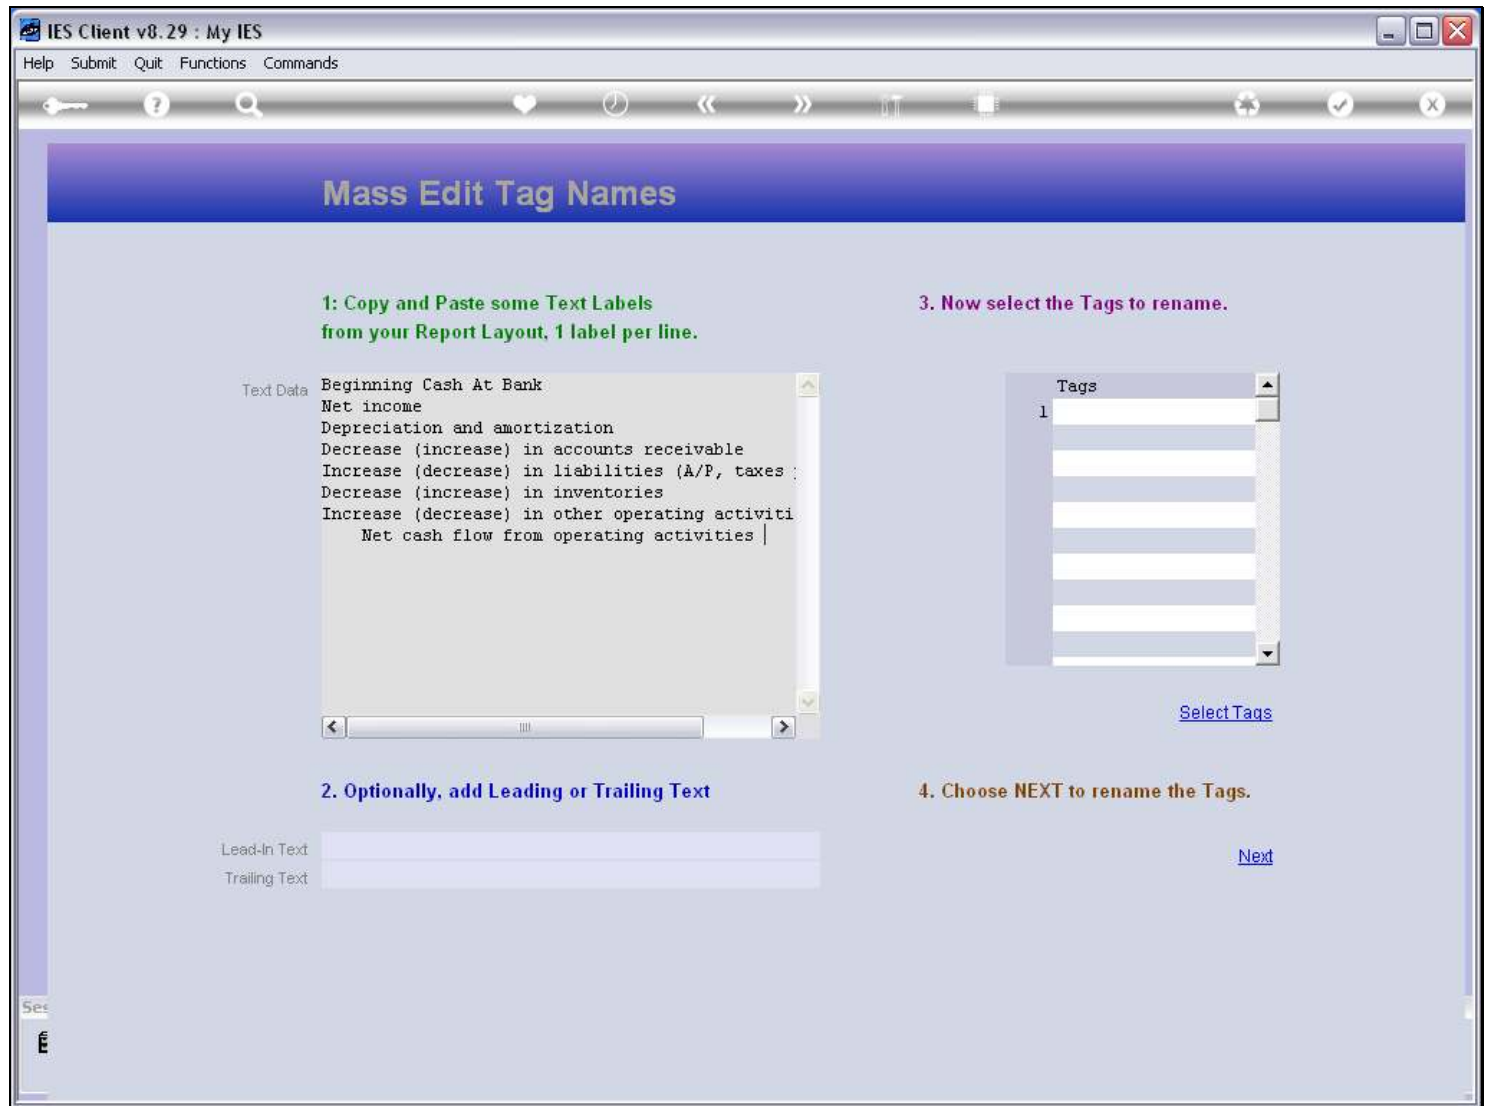 IES Client v8.29 : My IES
Help Submit Quit Functions Commands
Mass Edit Tag Names
1: Copy and Paste some Text Labels
from your Report Layout, 1 label per line.
Text Data
Beginning Cash At Bank
Net income
Depreciation and amortization
Decrease (increase) in accounts receivable
Increase (decrease) in liabilities (A/P, taxes
Decrease (increase) in inventories
Increase (decrease) in other operating activiti
Net cash flow from operating activities
2. Optionally, add Leading or Trailing Text
Lead-In Text
Trailing Text
3. Now select the Tags to rename.
Tags
1
Select Tags
4. Choose NEXT to rename the Tags.
Next
Ses